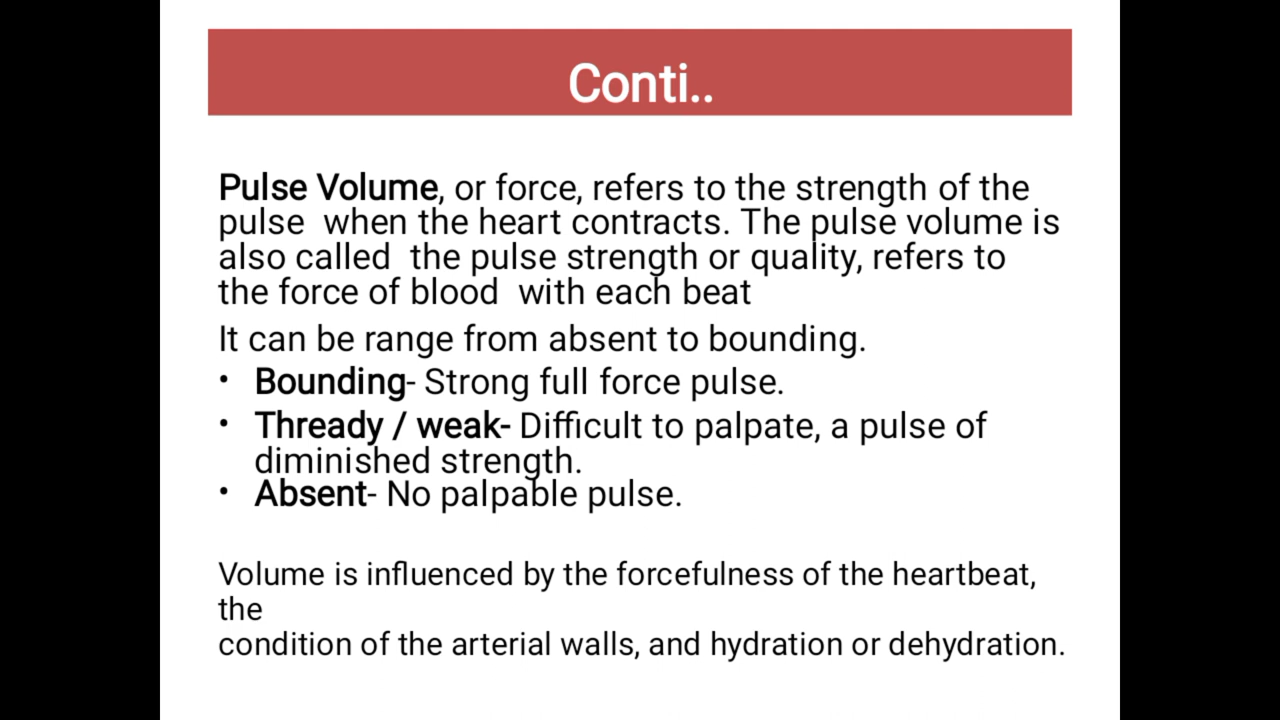 Conti..
Pulse Volume, or force, refers to the strength of the
pulse  when the heart contracts. The pulse volume is
also called  the pulse strength or quality, refers to
the force of blood  with each beat
It can be range from absent to bounding.
• Bounding- Strong full force pulse.
• Thready / weak- Difficult to palpate, a pulse of
diminished strength.
• Absent- No palpable pulse.
Volume is influenced by the forcefulness of the heartbeat,
the
condition of the arterial walls, and hydration or dehydration.